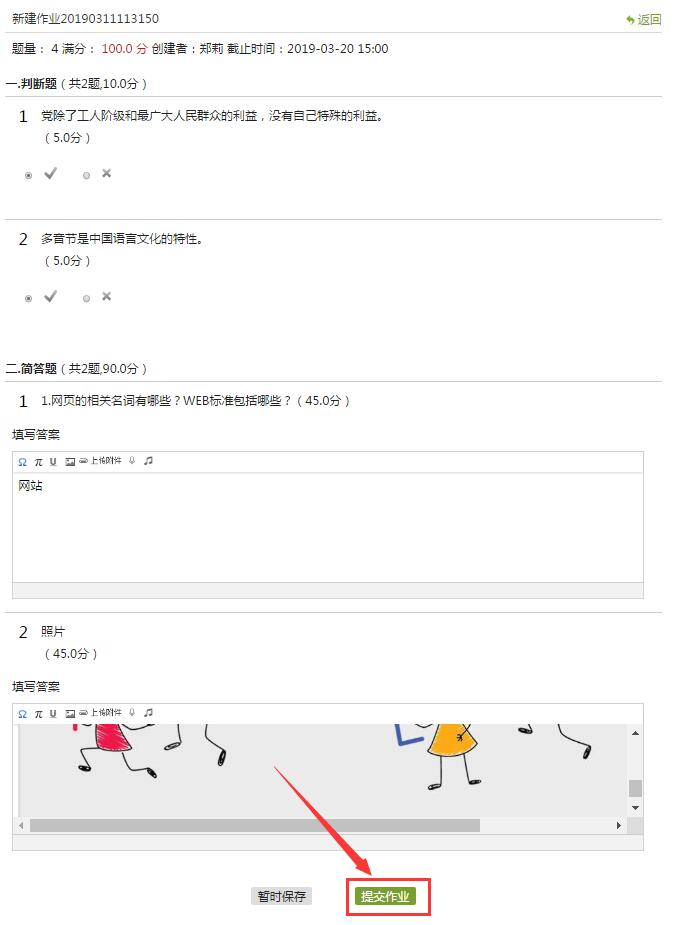 新建作业20190311113150
返回
题量： 4 满分： 100.0 分 创建者：郑莉 截止时间：2019-03-20 15:00
一.判断题（共2题,10.0分）
1 党除了工人阶级和最广大人民群众的利益，没有自己特殊的利益。
（5.0分）
2 多音节是中国语言文化的特性。
（5.0分）
二.简答题（共2题,90.0分）
1 1.网页的相关名词有哪些？WEB标准包括哪些？（45.0分）
填写答案
Ω π U 上传附件
网站
2 照片
（45.0分）
填写答案
Ω π U 上传附件
暂时保存 提交作业